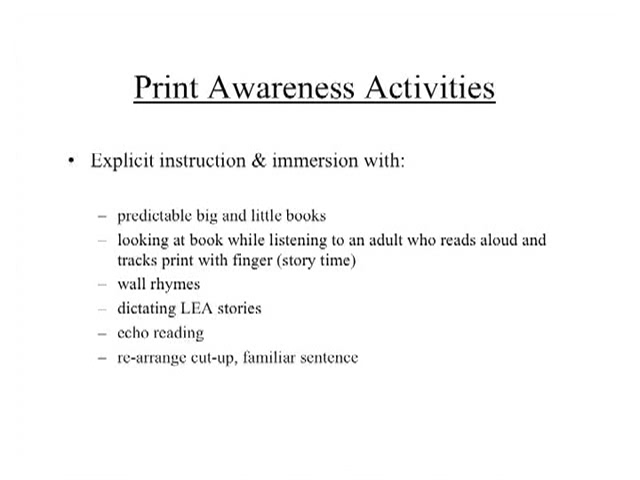 Print Awareness Activities
• Explicit instruction & immersion with:
– predictable big and little books
– looking at book while listening to an adult who reads aloud and
tracks print with finger (story time)
– wall rhymes
– dictating LEA stories
– echo reading
– re-arrange cut-up, familiar sentence